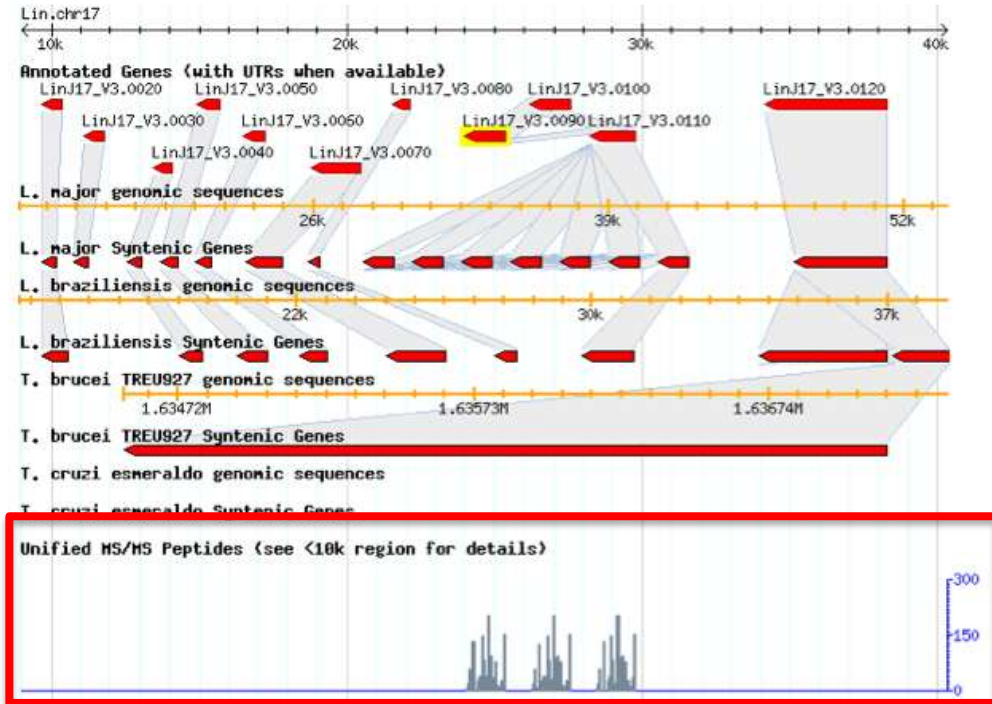 Lin.chr17
10k 20k 30k 40k
Annotated Genes (with UTRs when available)
LinJ17_V3.0020 LinJ17_V3.0050 LinJ17_V3.0080 LinJ17_V3.0100 LinJ17_V3.0120
LinJ17_V3.0030 LinJ17_V3.0060 LinJ17_V3.0090 LinJ17_V3.0110
LinJ17_V3.0040 LinJ17_V3.0070
L. major genomic sequences
26k 39k 52k
L. major Syntenic Genes
L. braziliensis genomic sequences
22k 30k 37k
L. braziliensis Syntenic Genes
T. brucei TREU927 genomic sequences
1.63472M 1.63573M 1.63674M
T. brucei TREU927 Syntenic Genes
T. cruzi esmeraldo genomic sequences
T. cruzi esmeraldo Syntenic Genes
Unified MS/MS Peptides (see <10k region for details)
300
150
0